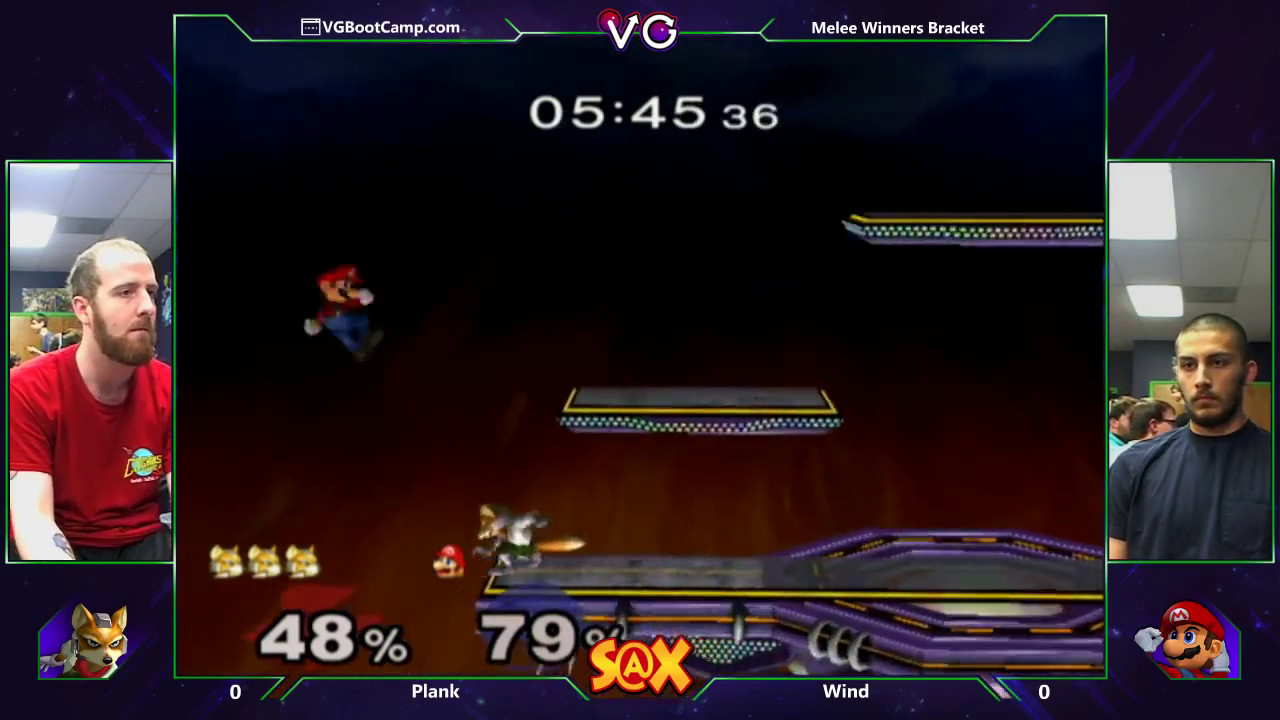 VGBootCamp.com
VG
Melee Winners Bracket
05:45 36
48%
79%
S@X
0
Plank
Wind
0